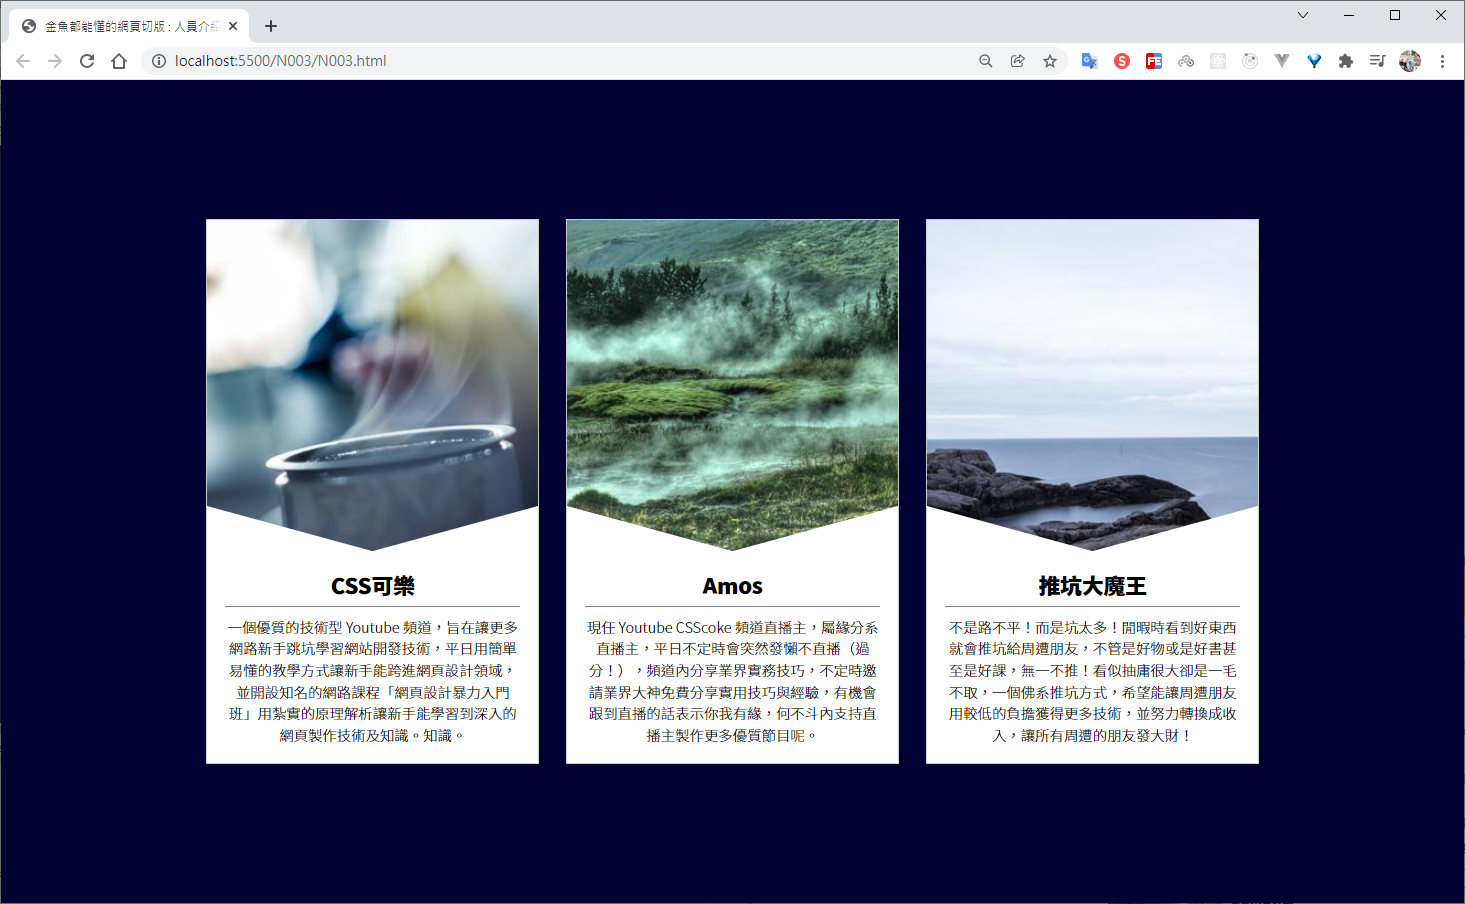 金魚都能懂的網頁切版 : 人員介紹
localhost:5500/N003/N003.html
CSS可樂
一個優質的技術型 Youtube 頻道，旨在讓更多
網路新手跳坑學習網站開發技術，平日用簡單
易懂的教學方式讓新手能跨進網頁設計領域，
並開設知名的網路課程「網頁設計暴力入門
班」用紮實的原理解析讓新手能學習到深入的
網頁製作技術及知識。知識。
Amos
現任 Youtube CSScoke 頻道直播主，屬緣分系
直播主，平日不定時會突然發懶不直播（過
分！），頻道內分享業界實務技巧，不定時邀
請業界大神免費分享實用技巧與經驗，有機會
跟到直播的話表示你我有緣，何不斗內支持直
播主製作更多優質節目呢。
推坑大魔王
不是路不平！而是坑太多！閒暇時看到好東西
就會推坑給周遭朋友，不管是好物或是好書甚
至是好課，無一不推！看似抽庸很大卻是一毛
不取，一個佛系推坑方式，希望能讓周遭朋友
用較低的負擔獲得更多技術，並努力轉換成收
入，讓所有周遭的朋友發大財！